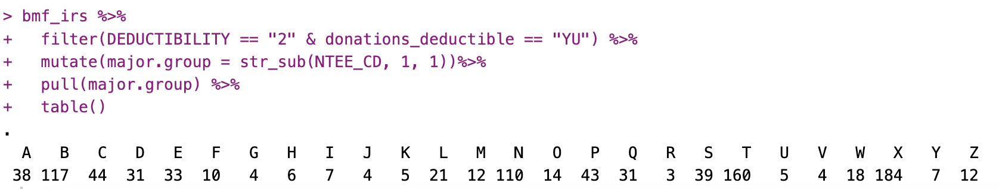 > bmf_irs %>%
+   filter(DEDUCTIBILITY == "2" & donations_deductible == "YU") %>%
+   mutate(major.group = str_sub(NTEE_CD, 1, 1))%>%
+   pull(major.group) %>%
+   table()
.
  A   B   C   D   E   F   G   H   I   J   K   L   M   N   O   P   Q   R   S   T   U   V   W   X   Y   Z
 38 117  44  31  33  10   4   6   7   4   5  21  12 110  14  43  31   3  39 160   5   4  18 184   7  12